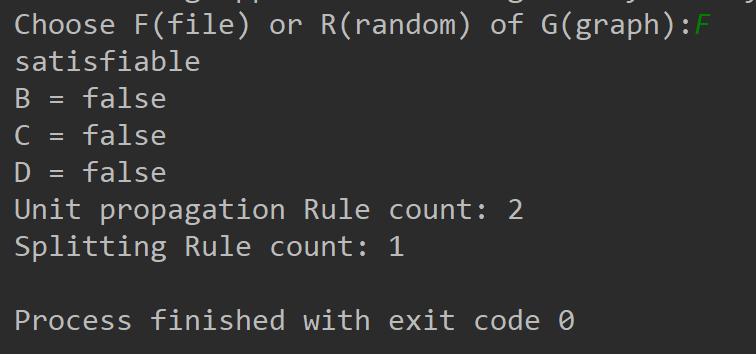 Choose F(file) or R(random) of G(graph):F
satisfiable
B = false
C = false
D = false
Unit propagation Rule count: 2
Splitting Rule count: 1
Process finished with exit code 0